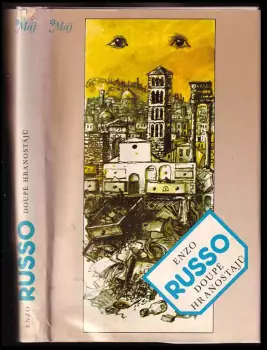 Máj
ENZO
RUSSO
DOUPĚ HRANOSTAJŮ
Máj
ENZO
RUSSO
DOUPĚ
HRANOSTAJŮ